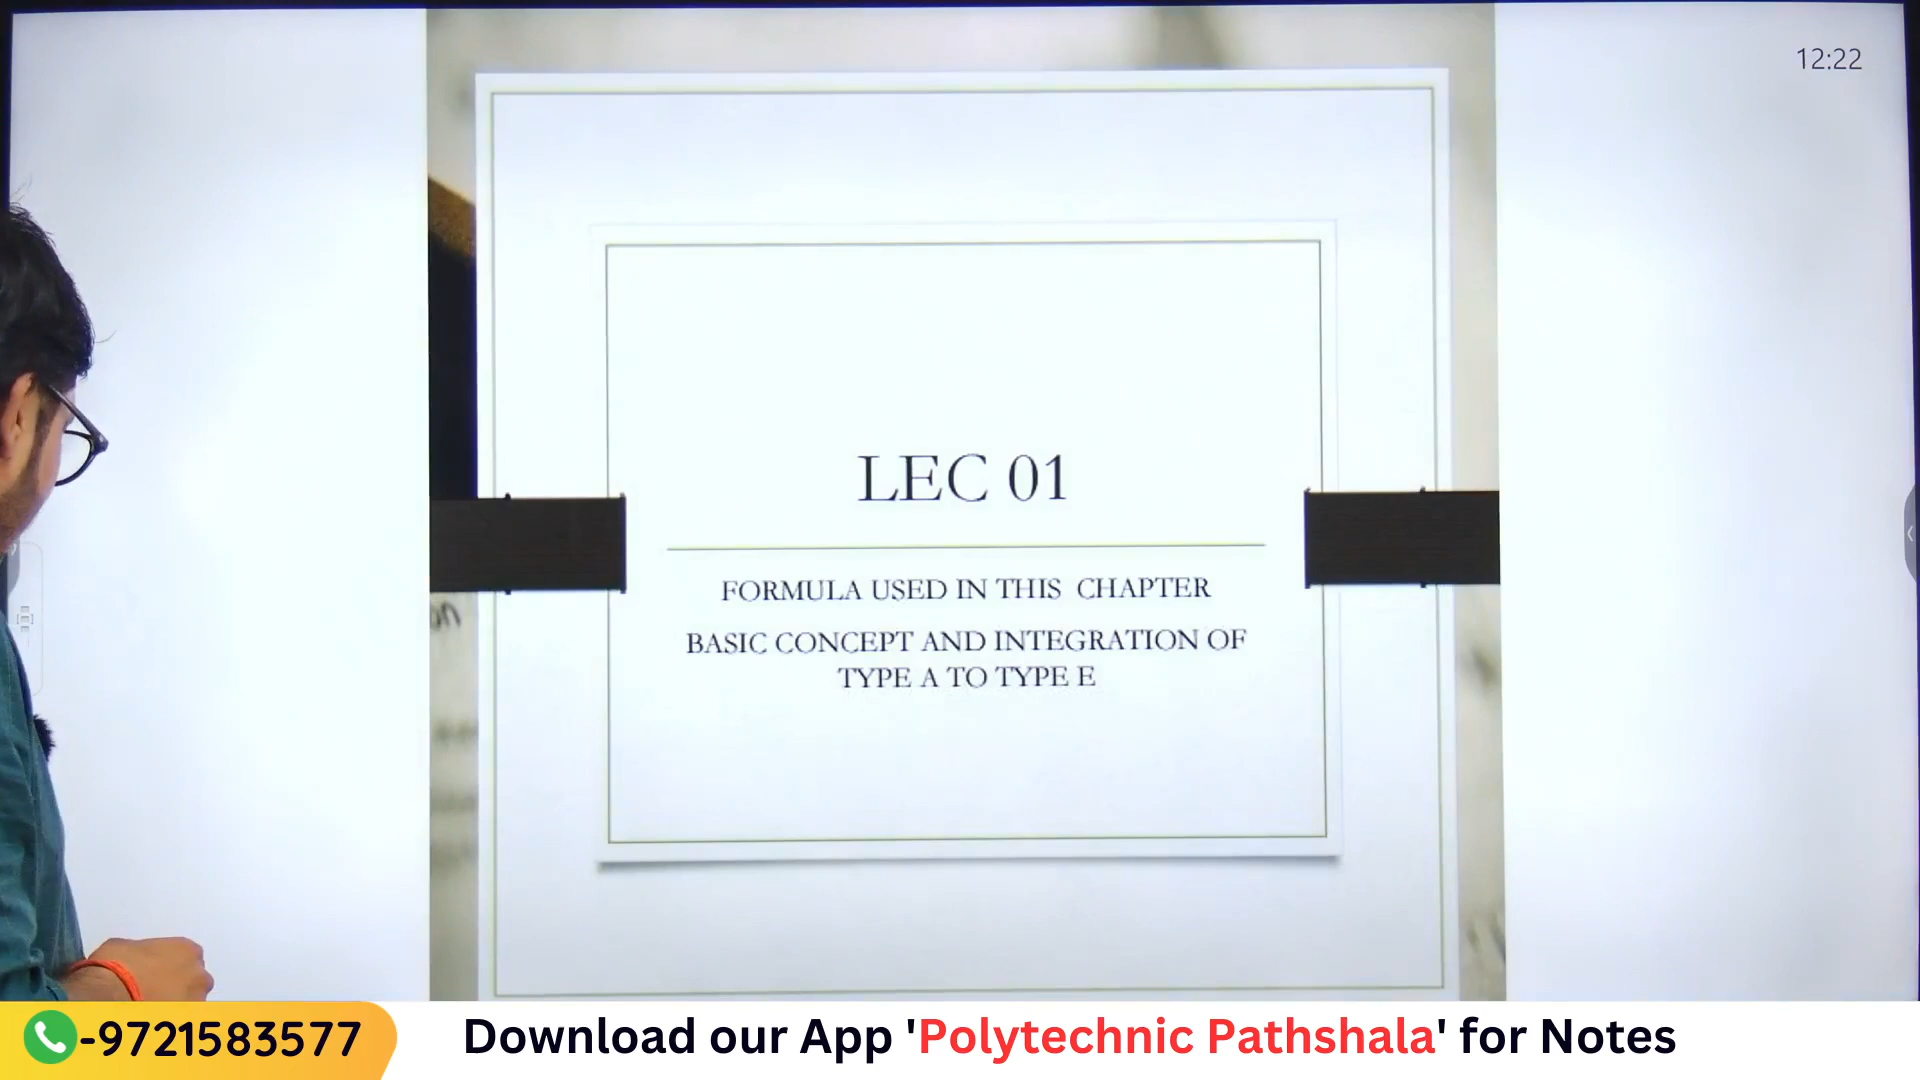 12:22
LEC 01
FORMULA USED IN THIS CHAPTER
BASIC CONCEPT AND INTEGRATION OF
TYPE A TO TYPE E
on
-9721583577
Download our App 'Polytechnic Pathshala' for Notes